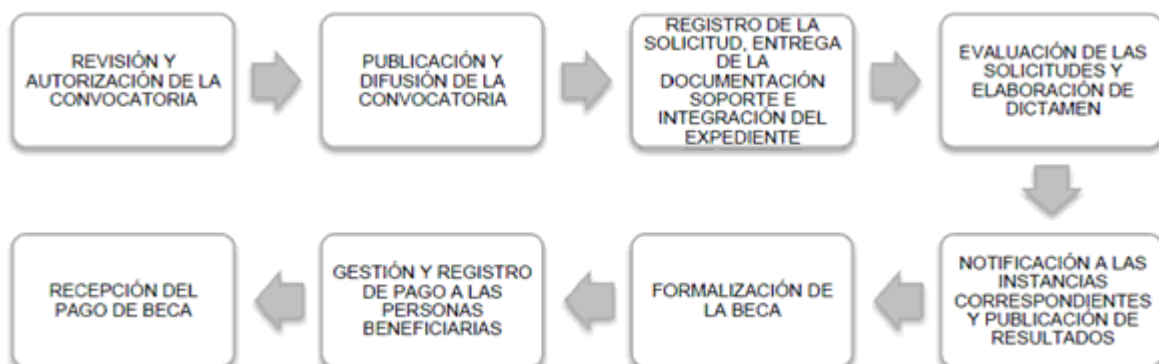 REVISIÓN Y
AUTORIZACIÓN DE LA
CONVOCATORIA
PUBLICACIÓN Y
DIFUSIÓN DE LA
CONVOCATORIA
REGISTRO DE LA
SOLICITUD, ENTREGA
DE LA
DOCUMENTACIÓN
SOPORTE E
INTEGRACIÓN DEL
EXPEDIENTE
EVALUACIÓN DE LAS
SOLICITUDES Y
ELABORACIÓN DE
DICTAMEN
NOTIFICACIÓN A LAS
INSTANCIAS
CORRESPONDIENTES
Y PUBLICACIÓN DE
RESULTADOS
FORMALIZACIÓN DE
LA BECA
GESTIÓN Y REGISTRO
DE PAGO A LAS
PERSONAS
BENEFICIARIAS
RECEPCIÓN DEL
PAGO DE BECA